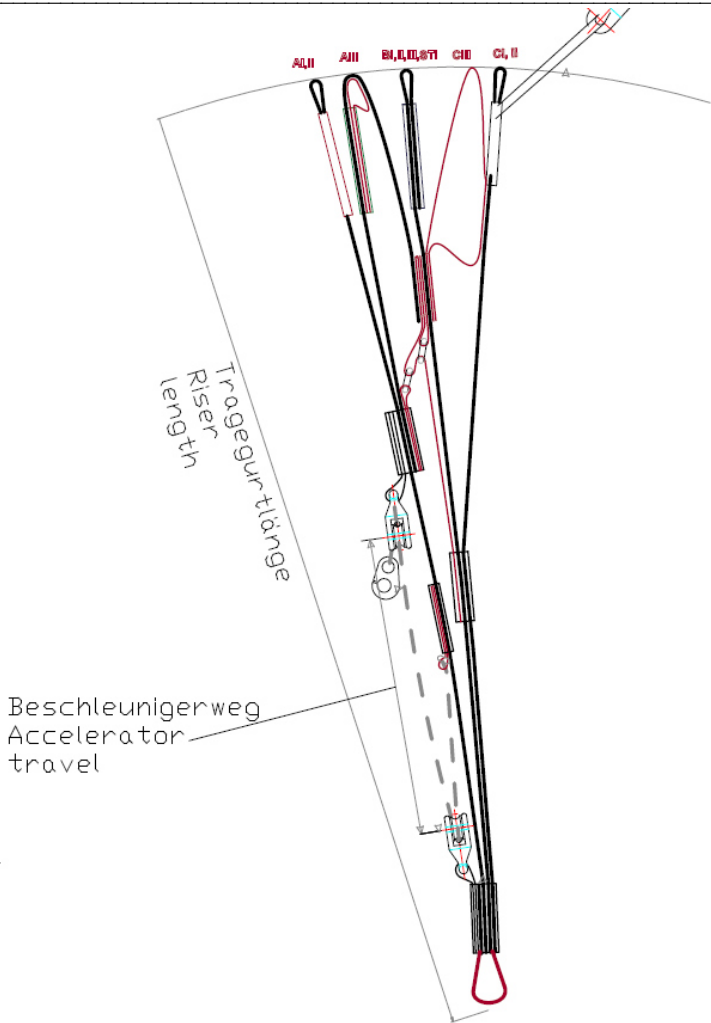 AI,II
AIII
BI,II,III,STI
CIII
CI, II
Tragegurtlänge
Riser
length
Beschleunigerweg
Accelerator
travel